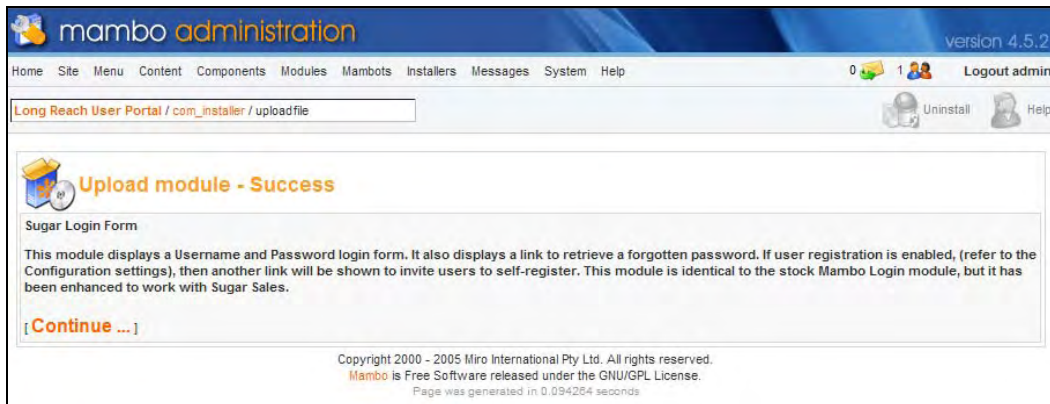 mambo administration
version 4.5.2
Home Site Menu Content Components Modules Mambots Installers Messages System Help 0 1 Logout admin
Long Reach User Portal / com_installer / uploadfile Uninstall Help
Upload module - Success
Sugar Login Form
This module displays a Username and Password login form. It also displays a link to retrieve a forgotten password. If user registration is enabled, (refer to the
Configuration settings), then another link will be shown to invite users to self-register. This module is identical to the stock Mambo Login module, but it has
been enhanced to work with Sugar Sales.
[ Continue ... ]
Copyright 2000 - 2005 Miro International Pty Ltd. All rights reserved.
Mambo is Free Software released under the GNU/GPL License.
Page was generated in 0.094264 seconds